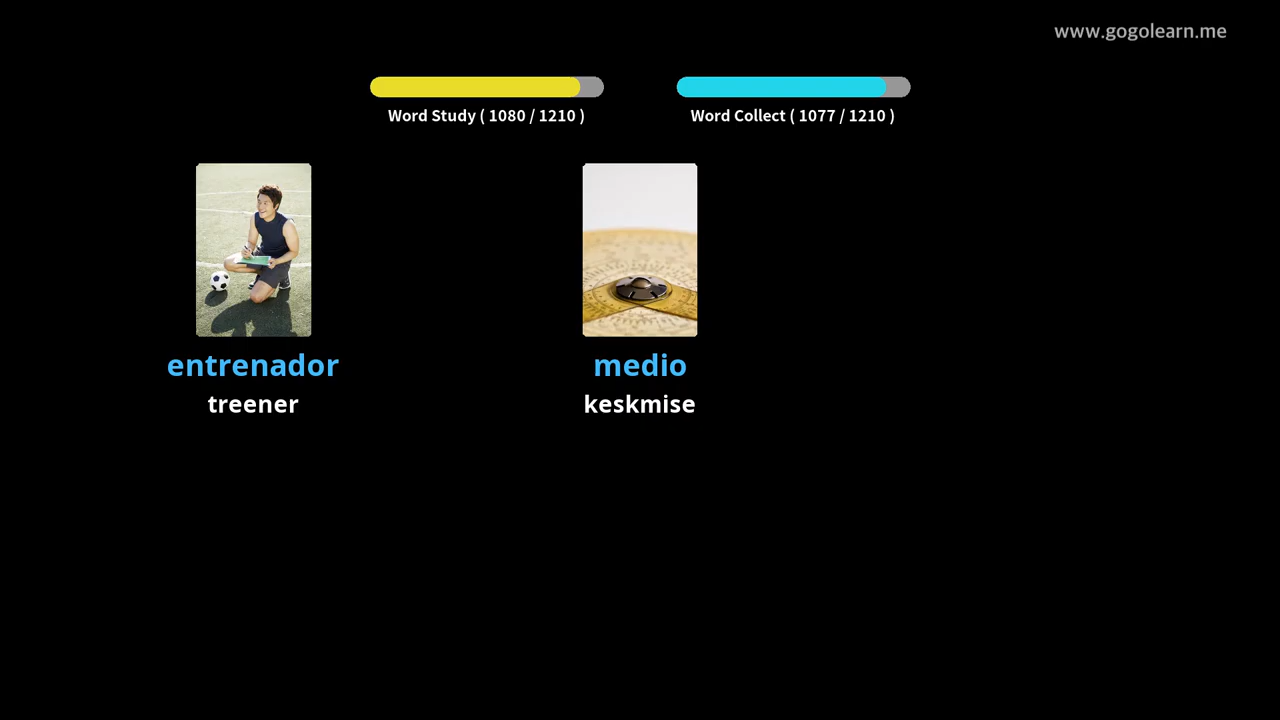 www.gogolearn.me
Word Study ( 1080 / 1210 )
Word Collect ( 1077 / 1210 )
entrenador
treener
medio
keskmise